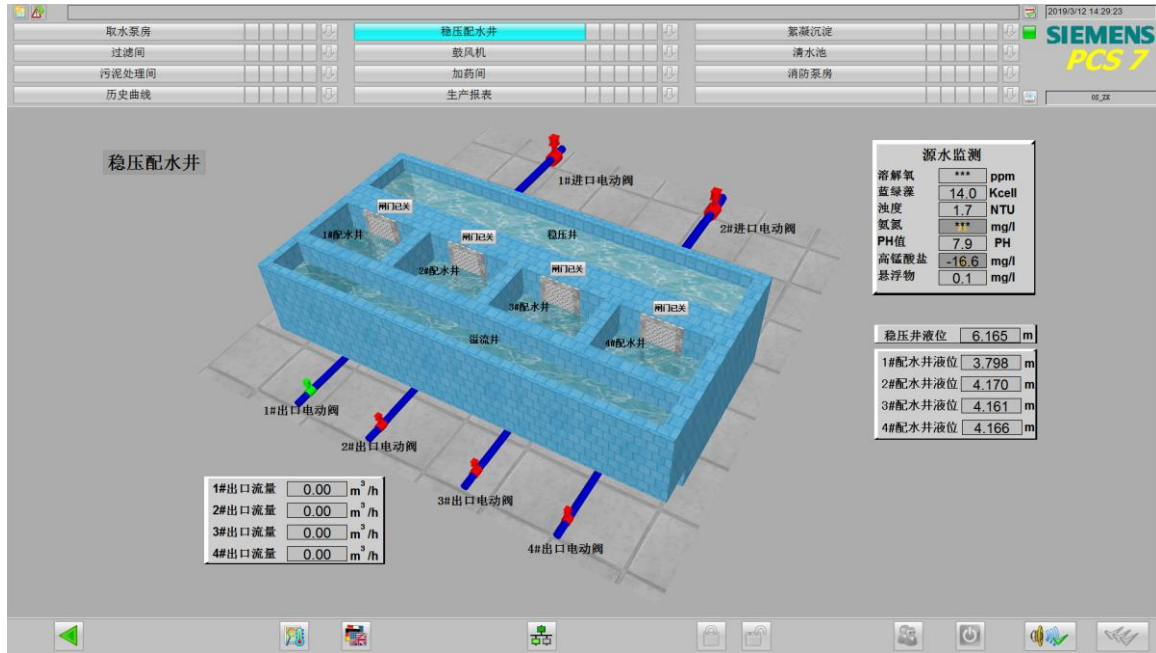 2019/3/12 14:29:23
取水泵房
稳压配水井
絮凝沉淀
SIEMENS
过滤间
鼓风机
清水池
PCS 7
污泥处理间
加药间
消防泵房
历史曲线
生产报表
OS_ZX
稳压配水井
1#进口电动阀
2#进口电动阀
闸门已关
闸门已关
闸门已关
闸门已关
稳压井
1#配水井
2#配水井
3#配水井
4#配水井
溢流井
1#出口电动阀
2#出口电动阀
3#出口电动阀
4#出口电动阀
源水监测
溶解氧 *** ppm
蓝绿藻 14.0 Kcell
浊度 1.7 NTU
氨氮 *** mg/l
PH值 7.9 PH
高锰酸盐 -16.6 mg/l
悬浮物 0.1 mg/l
稳压井液位 6.165 m
1#配水井液位 3.798 m
2#配水井液位 4.170 m
3#配水井液位 4.161 m
4#配水井液位 4.166 m
1#出口流量 0.00 m³/h
2#出口流量 0.00 m³/h
3#出口流量 0.00 m³/h
4#出口流量 0.00 m³/h